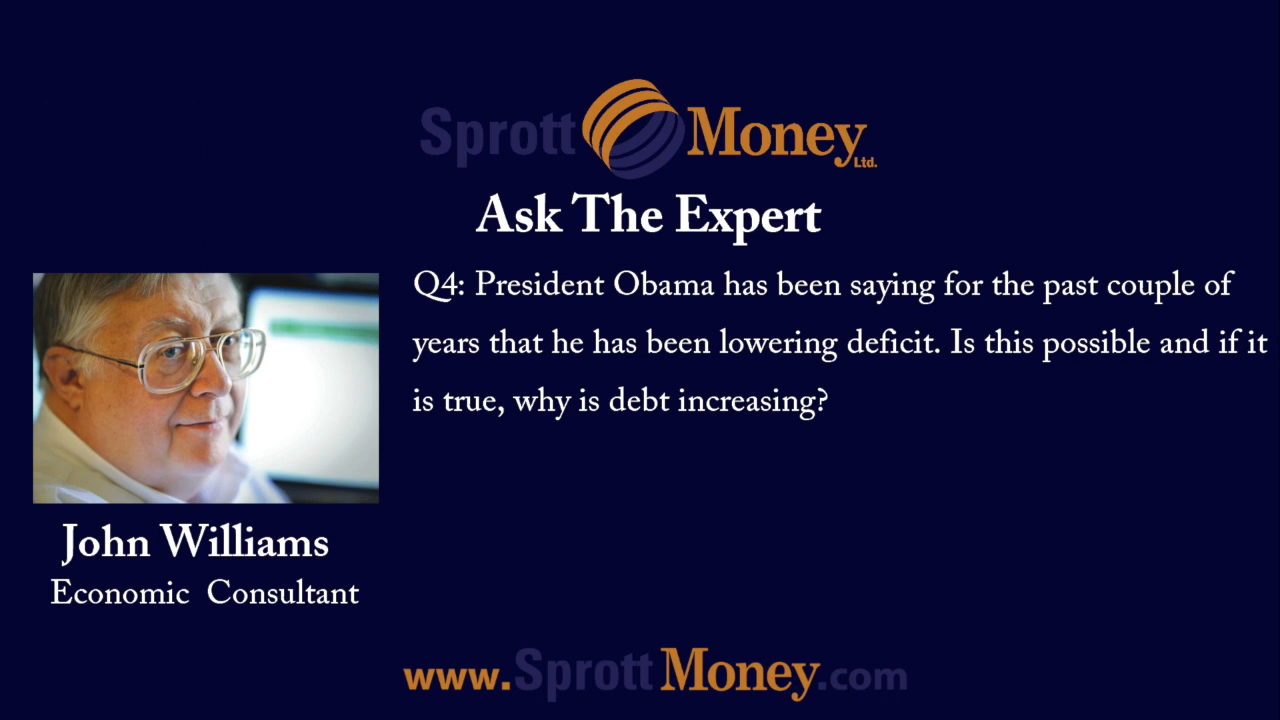 Sprott Money Ltd.
Ask The Expert
Q4: President Obama has been saying for the past couple of
years that he has been lowering deficit. Is this possible and if it
is true, why is debt increasing?
John Williams
Economic Consultant
www.SprottMoney.com